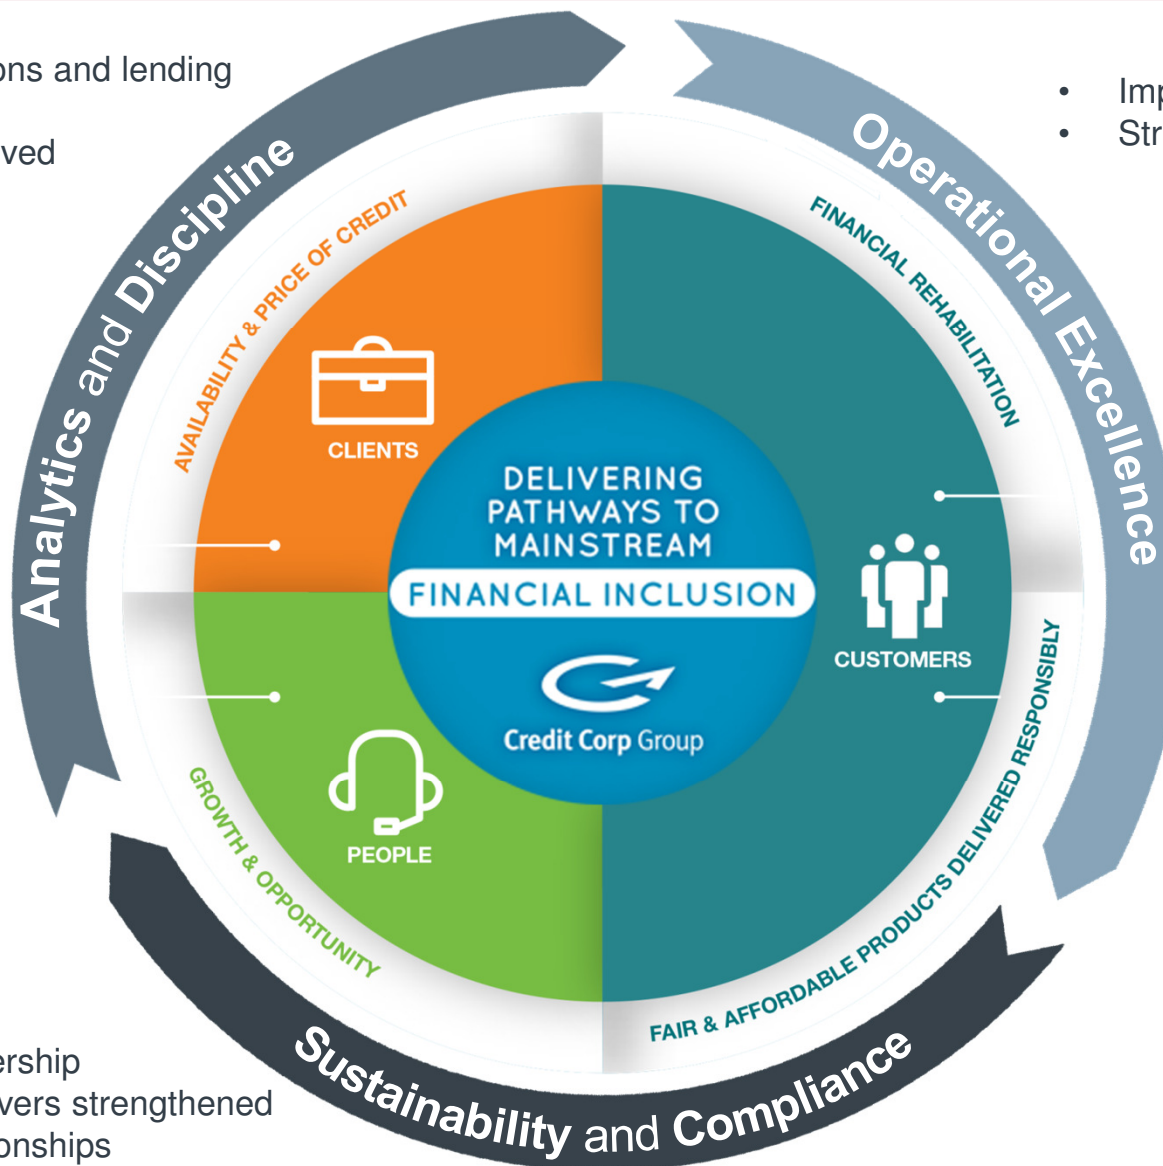 ons and lending
ved
• Imp
• Str
Analytics and Discipline
Operational Excellence
AVAILABILITY & PRICE OF CREDIT
FINANCIAL REHABILITATION
CLIENTS
DELIVERING
PATHWAYS TO
MAINSTREAM
FINANCIAL INCLUSION
Credit Corp Group
CUSTOMERS
PEOPLE
GROWTH & OPPORTUNITY
FAIR & AFFORDABLE PRODUCTS DELIVERED RESPONSIBLY
ership
vers strengthened
onships
Sustainability and Compliance